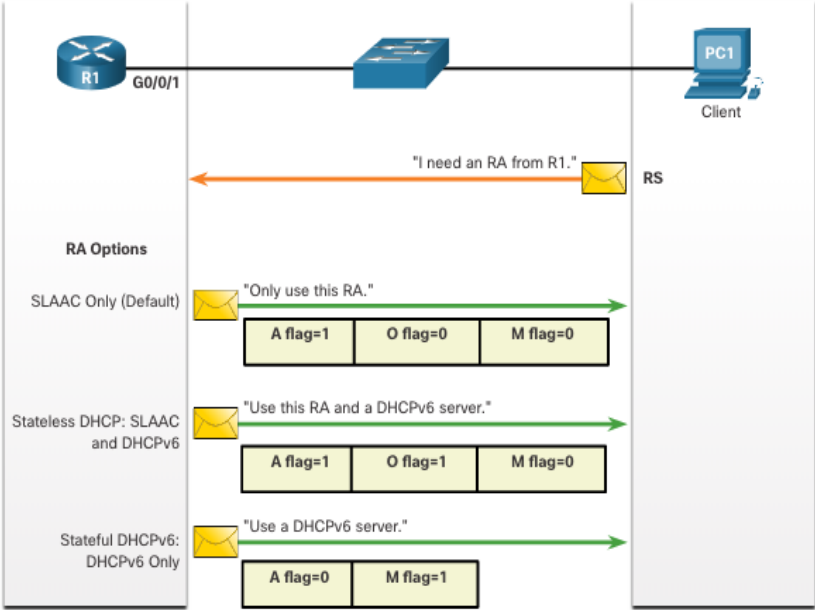 R1
G0/0/1
PC1
Client
"I need an RA from R1."
RS
RA Options
SLAAC Only (Default)
"Only use this RA."
A flag=1 O flag=0 M flag=0
Stateless DHCP: SLAAC
and DHCPv6
"Use this RA and a DHCPv6 server."
A flag=1 O flag=1 M flag=0
Stateful DHCPv6:
DHCPv6 Only
"Use a DHCPv6 server."
A flag=0 M flag=1